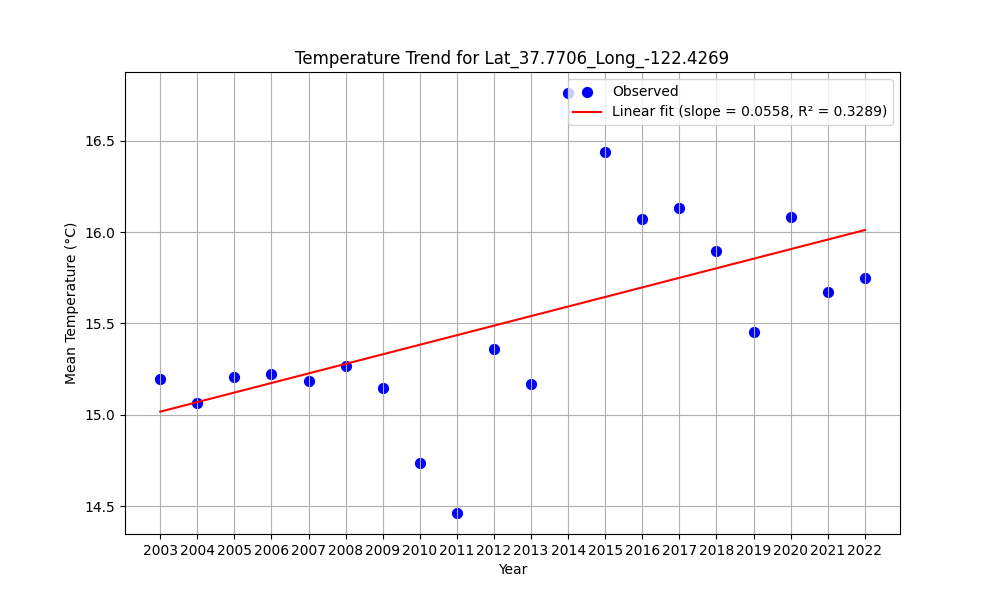 Temperature Trend for Lat_37.7706_Long_-122.4269
Observed
Linear fit (slope = 0.0558, R² = 0.3289)
Mean Temperature (°C)
16.5
16.0
15.5
15.0
14.5
2003 2004 2005 2006 2007 2008 2009 2010 2011 2012 2013 2014 2015 2016 2017 2018 2019 2020 2021 2022
Year